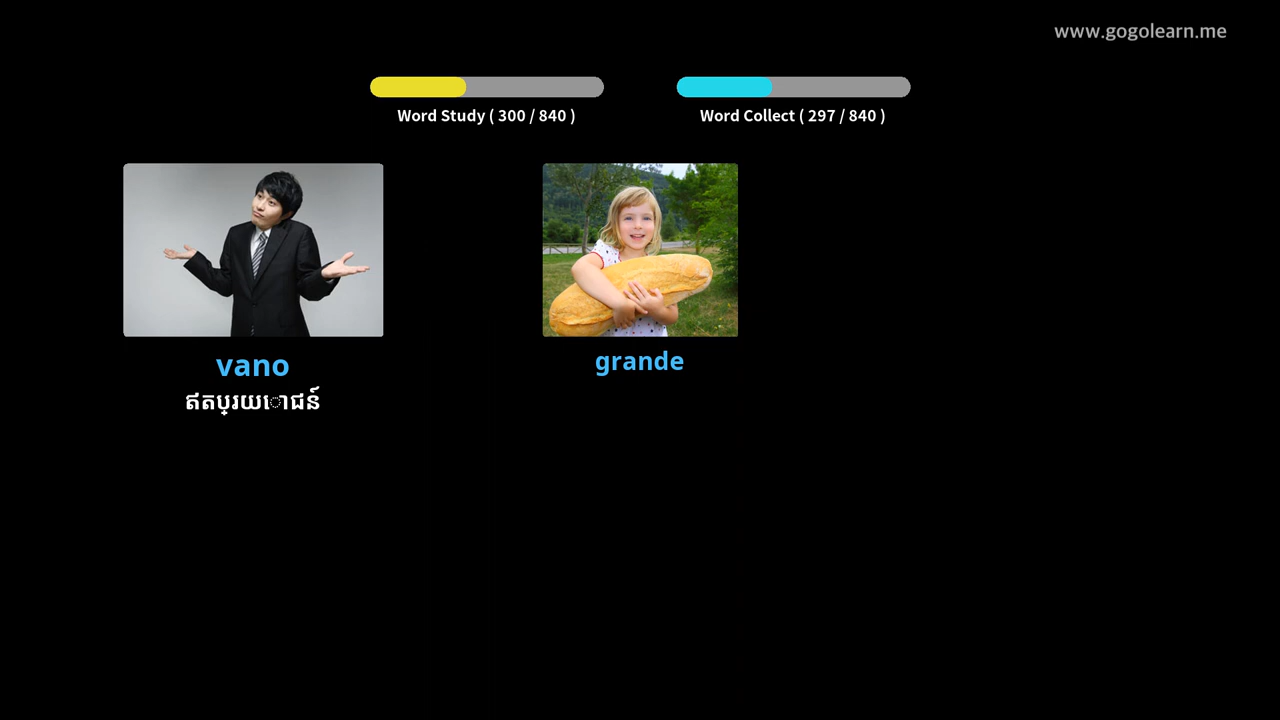 www.gogolearn.me
Word Study ( 300 / 840 )
Word Collect ( 297 / 840 )
vano
grande
ឥតប្រយោជន៍